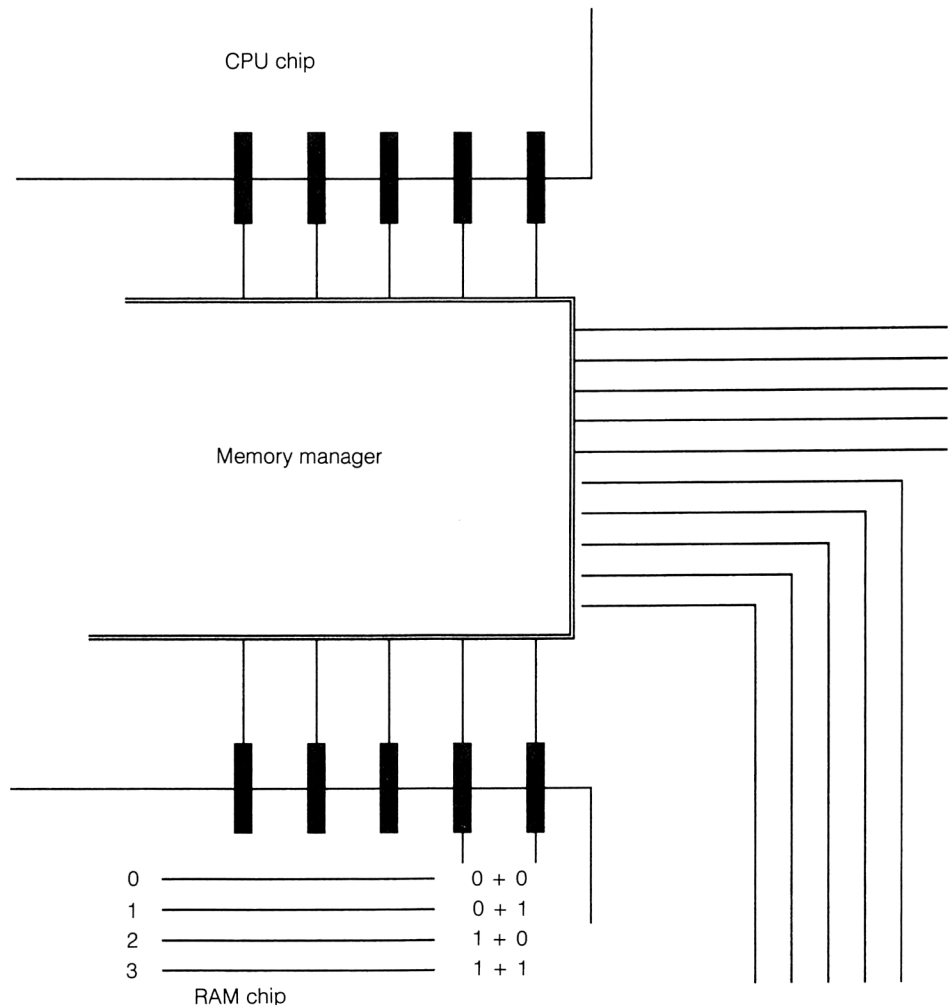 CPU chip
Memory manager
0 0 + 0
1 0 + 1
2 1 + 0
3 1 + 1
RAM chip